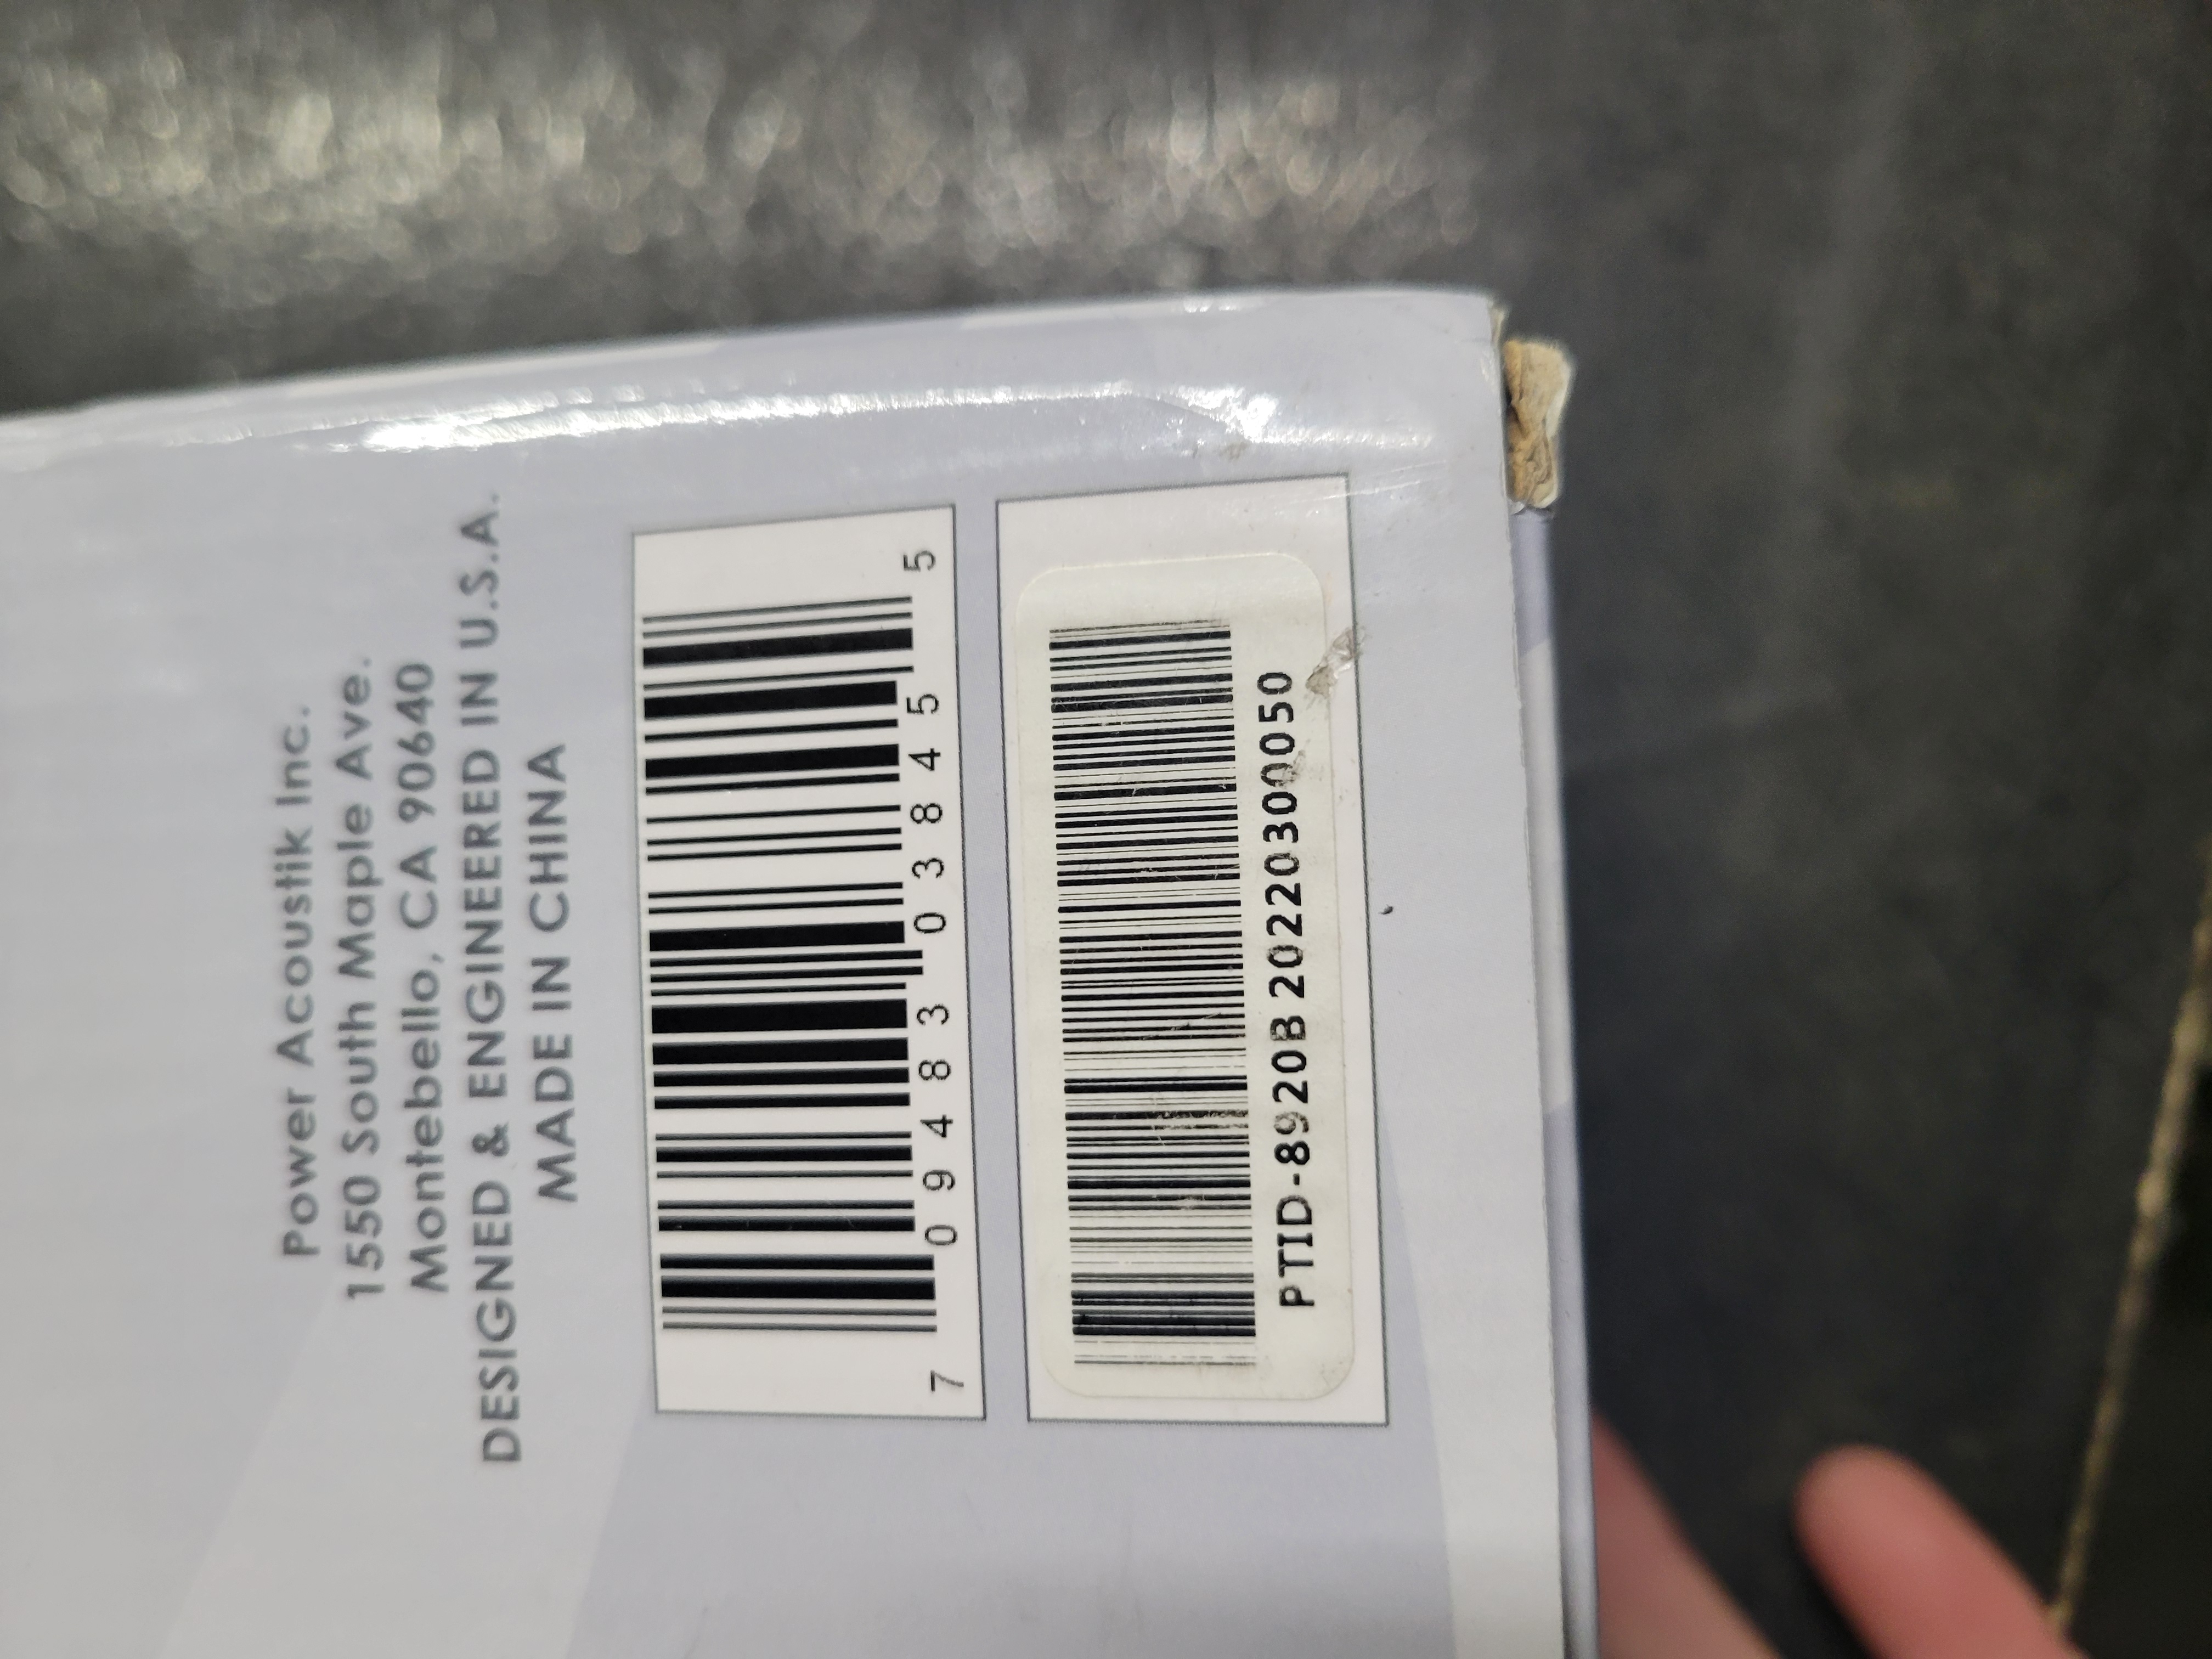 Power Acoustik Inc.
1550 South Maple Ave.
Montebello, CA 90640
DESIGNED & ENGINEERED IN U.S.A.
MADE IN CHINA
7 09483 03845 5
PTID-8920B 2022030050